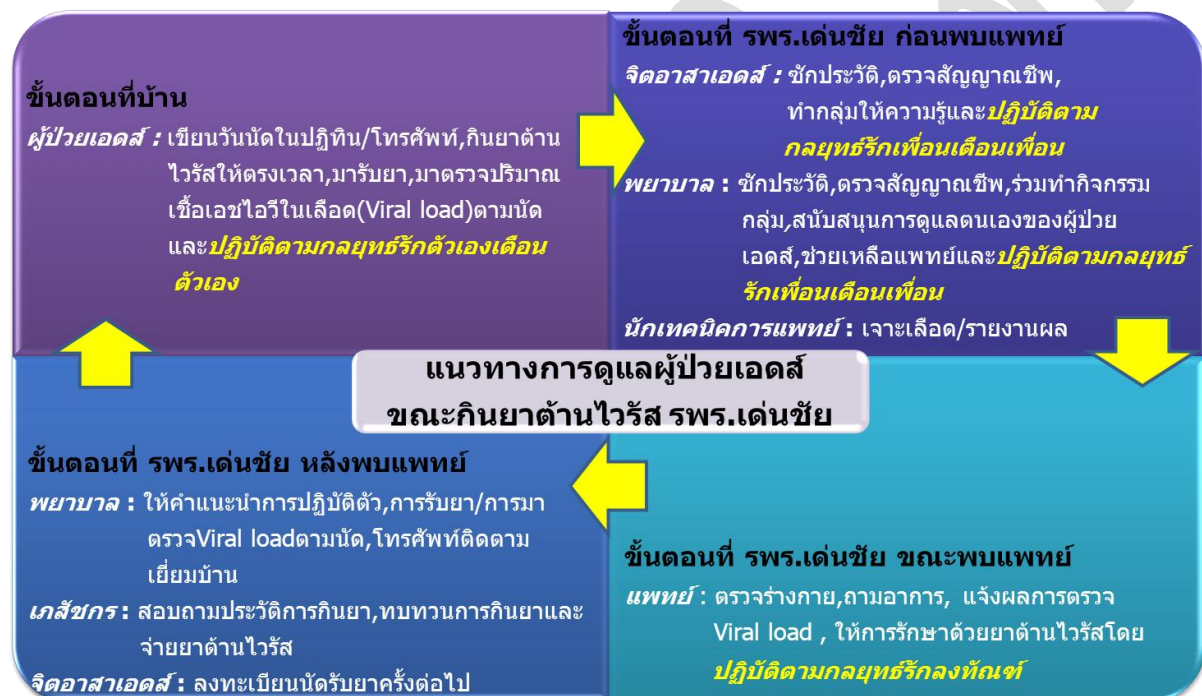 ขั้นตอนที่บ้าน
ผู้ป่วยเอดส์ : เขียนวันนัดในปฏิทิน/โทรศัพท์,กินยาต้าน
ไวรัสให้ตรงเวลา,มารับยา,มาตรวจปริมาณ
เชื้อเอชไอวีในเลือด(Viral load)ตามนัด
และปฏิบัติตามกลยุทธ์รักตัวเองเตือน
ตัวเอง
ขั้นตอนที่ รพร.เด่นชัย ก่อนพบแพทย์
จิตอาสาเอดส์ : ซักประวัติ,ตรวจสัญญาณชีพ,
ทำกลุ่มให้ความรู้และปฏิบัติตาม
กลยุทธ์รักเพื่อนเตือนเพื่อน
พยาบาล : ซักประวัติ,ตรวจสัญญาณชีพ,ร่วมทำกิจกรรม
กลุ่ม,สนับสนุนการดูแลตนเองของผู้ป่วย
เอดส์,ช่วยเหลือแพทย์และปฏิบัติตามกลยุทธ์
รักเพื่อนเตือนเพื่อน
นักเทคนิคการแพทย์ : เจาะเลือด/รายงานผล
แนวทางการดูแลผู้ป่วยเอดส์
ขณะกินยาต้านไวรัส รพร.เด่นชัย
ขั้นตอนที่ รพร.เด่นชัย ขณะพบแพทย์
แพทย์ : ตรวจร่างกาย,ถามอาการ, แจ้งผลการตรวจ
Viral load , ให้การรักษาด้วยยาต้านไวรัสโดย
ปฏิบัติตามกลยุทธ์รักลงทัณฑ์
ขั้นตอนที่ รพร.เด่นชัย หลังพบแพทย์
พยาบาล : ให้คำแนะนำการปฏิบัติตัว,การรับยา/การมา
ตรวจViral loadตามนัด,โทรศัพท์ติดตาม
เยี่ยมบ้าน
เภสัชกร : สอบถามประวัติการกินยา,ทบทวนการกินยาและ
จ่ายยาต้านไวรัส
จิตอาสาเอดส์ : ลงทะเบียนนัดรับยาครั้งต่อไป